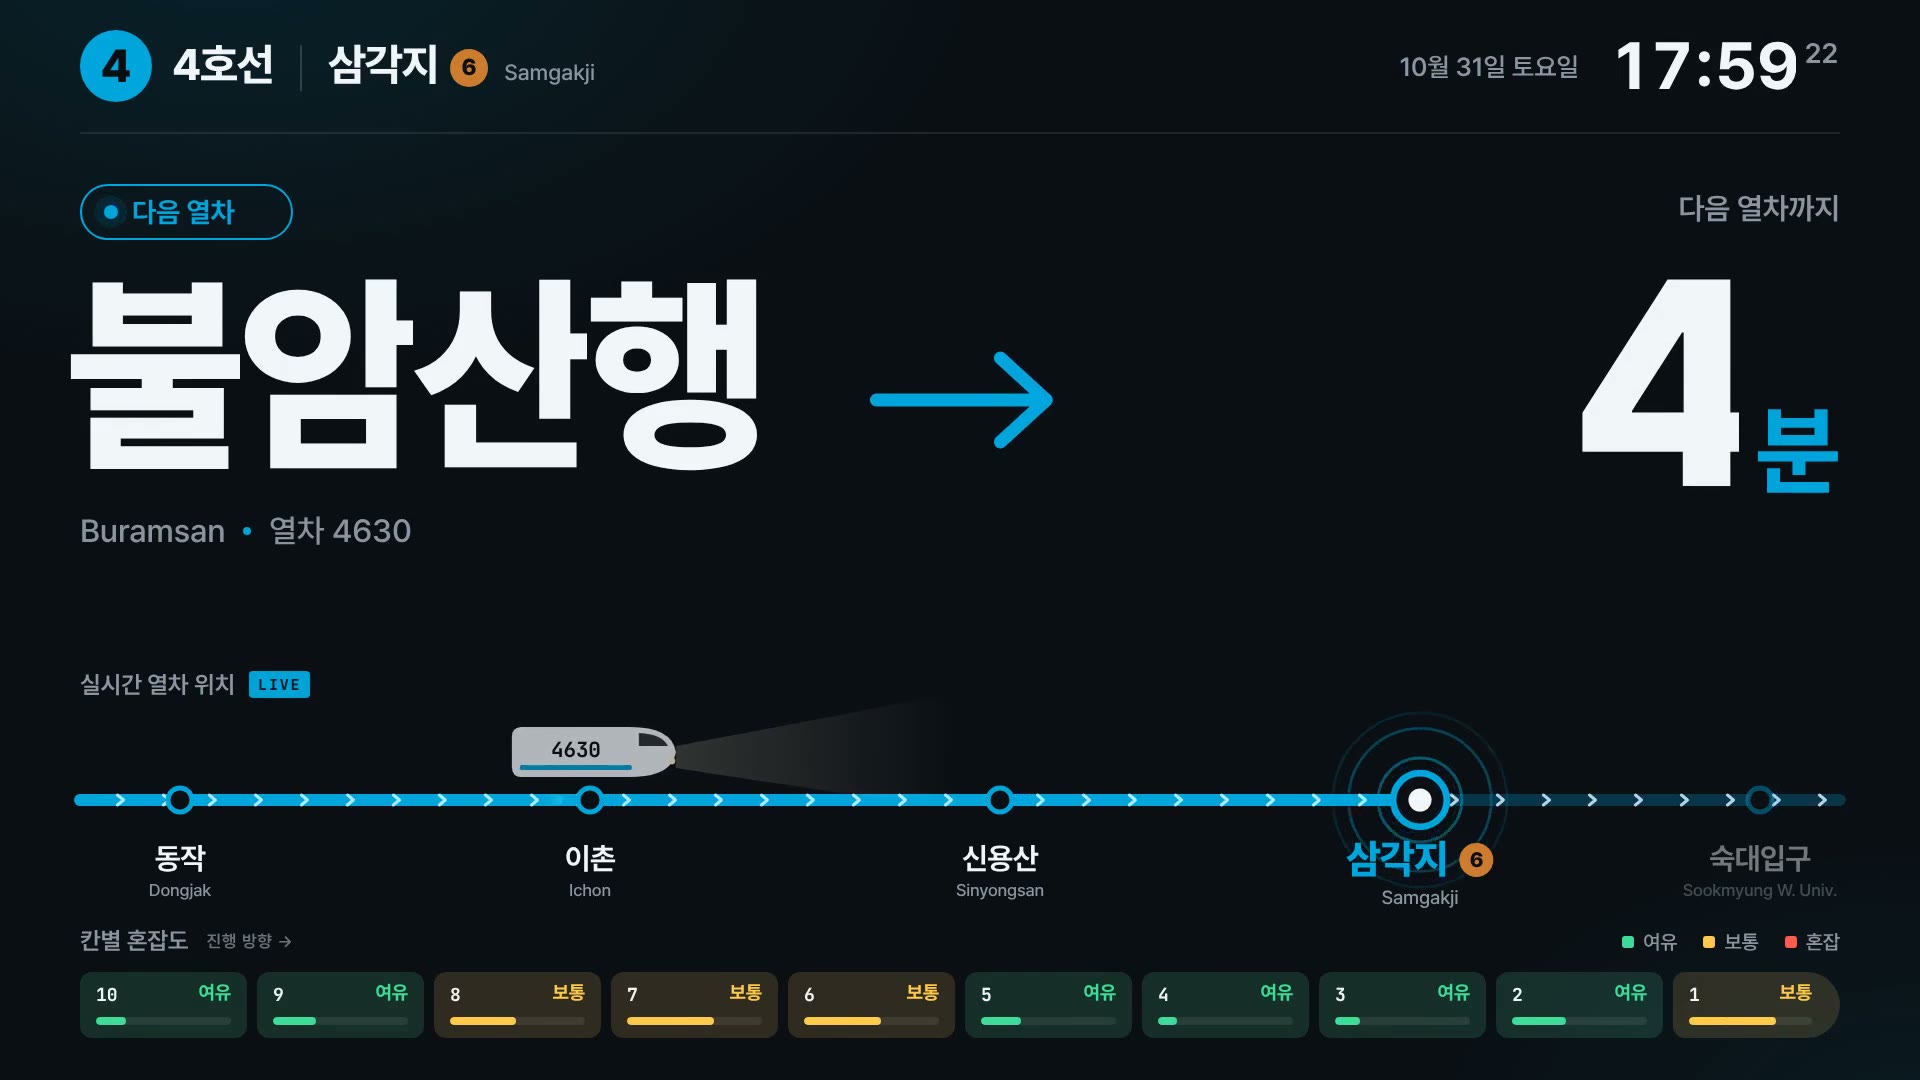 4 4호선 삼각지 6 Samgakji 10월 31일 토요일 17:59 22
다음 열차 다음 열차까지
불암산행 → 4분
Buramsan • 열차 4630
실시간 열차 위치 LIVE
4630
동작 이촌 신용산 삼각지 6 숙대입구
Dongjak Ichon Sinyongsan Samgakji Sookmyung W. Univ.
칸별 혼잡도 진행 방향 → 여유 보통 혼잡
10 여유 9 여유 8 보통 7 보통 6 보통 5 여유 4 여유 3 여유 2 여유 1 보통